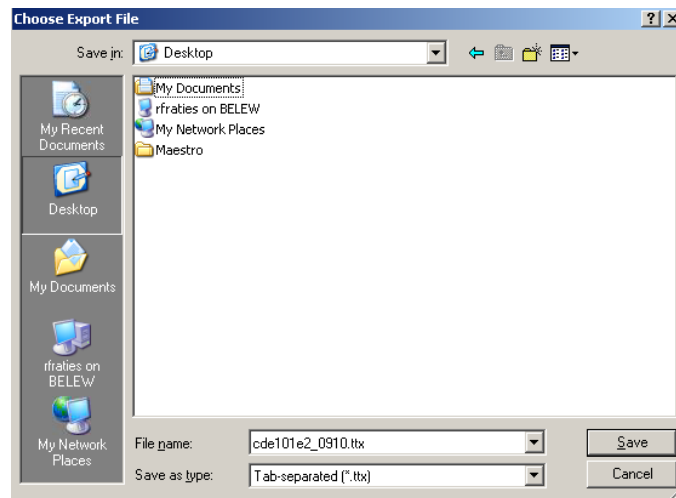 Choose Export File
Save in:
Desktop
My Documents
rfraties on BELEW
My Network Places
Maestro
My Recent
Documents
Desktop
My Documents
rfraties on
BELEW
My Network
Places
File name:
cde101e2_0910.ttx
Save
Save as type:
Tab-separated (*.ttx)
Cancel